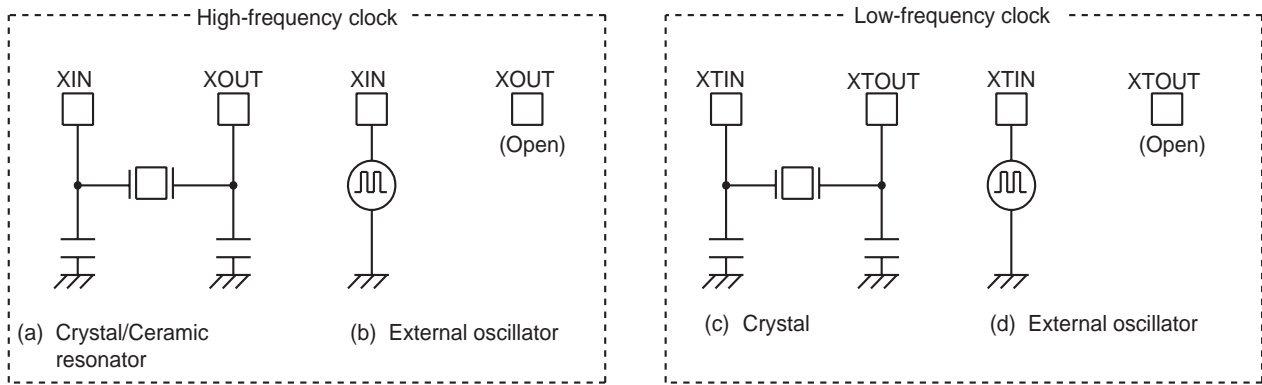 High-frequency clock
XIN
XOUT
XIN
XOUT
(Open)
(a) Crystal/Ceramic
resonator
(b) External oscillator
Low-frequency clock
XTIN
XTOUT
XTIN
XTOUT
(Open)
(c) Crystal
(d) External oscillator